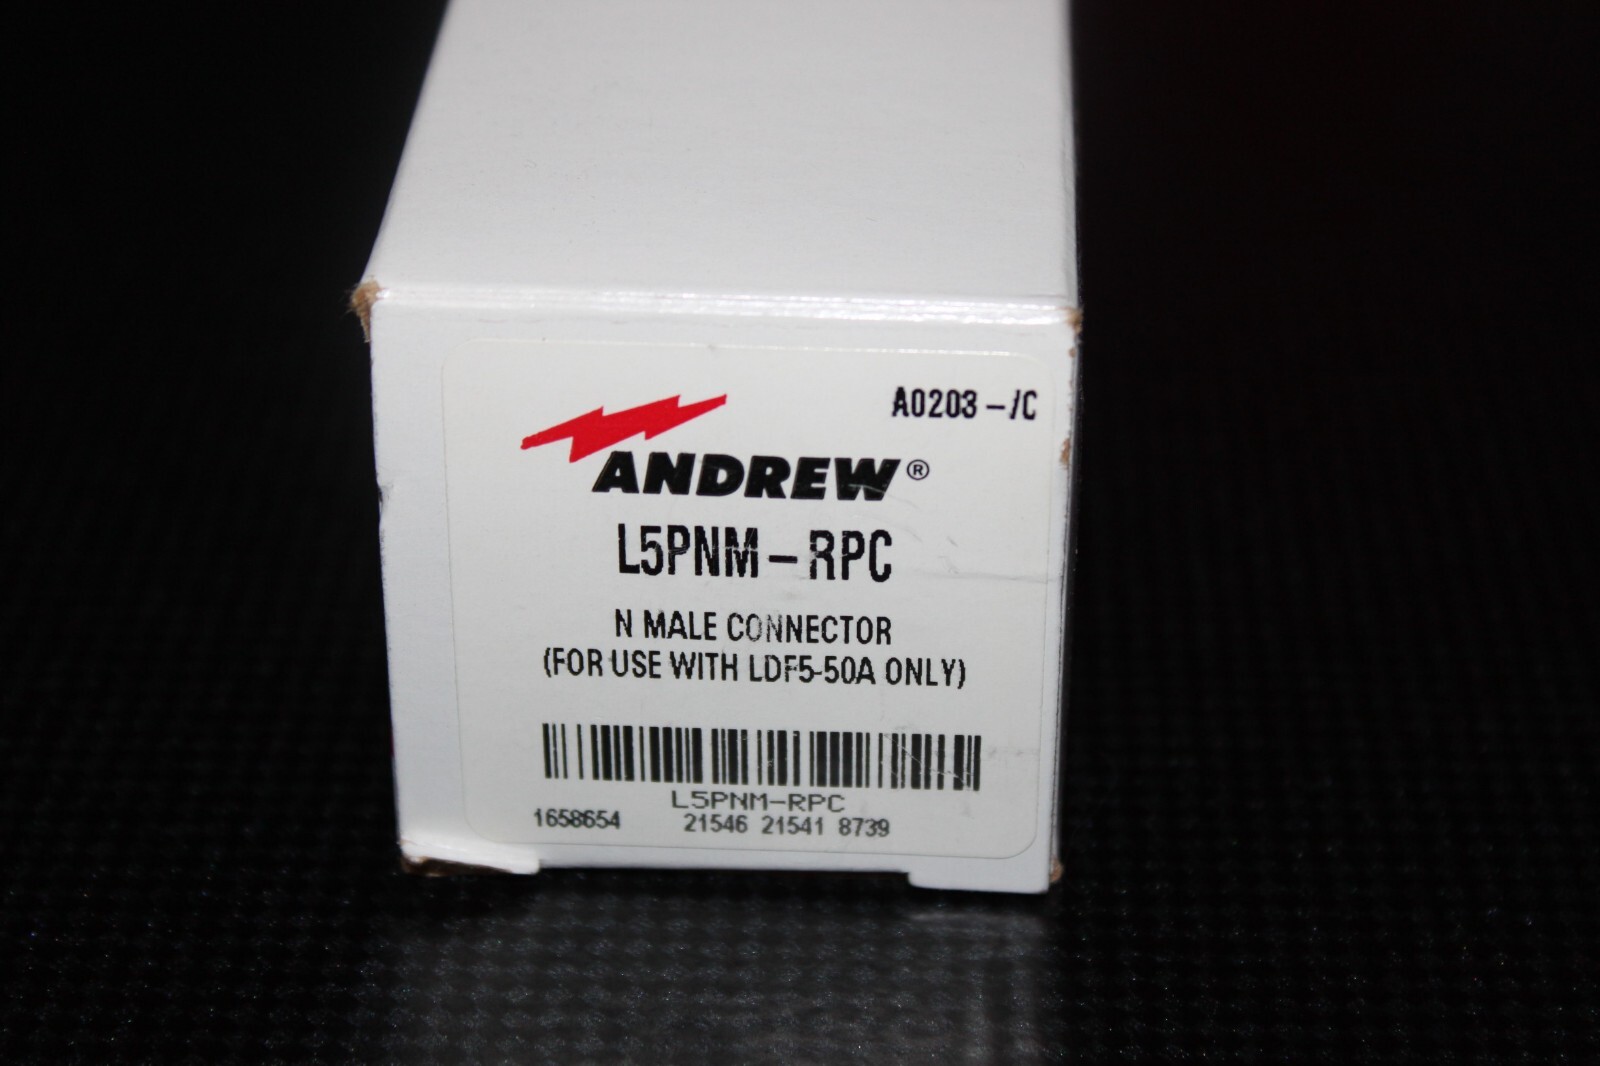 A0203-/C
ANDREW®
L5PNM-RPC
N MALE CONNECTOR
(FOR USE WITH LDF5-50A ONLY)
L5PNM-RPC
1658654 21546 21541 8739